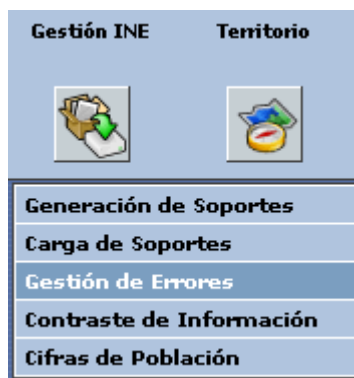 Gestión INE Territorio
Generación de Soportes
Carga de Soportes
Gestión de Errores
Contraste de Información
Cifras de Población